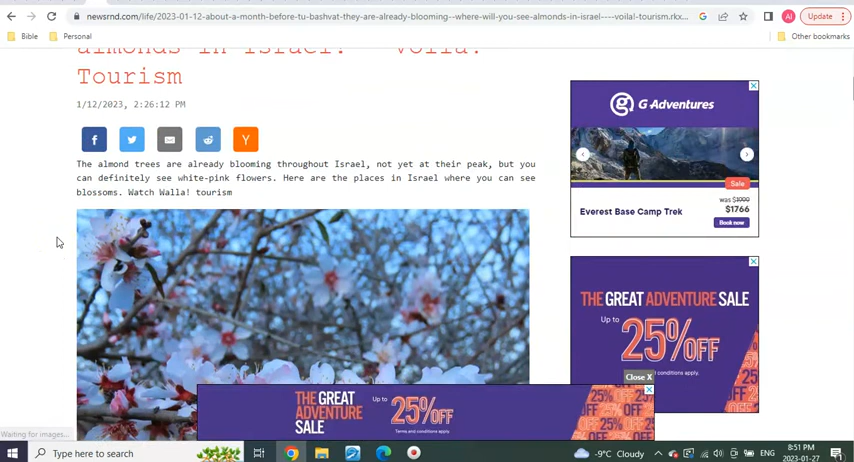 newsrnd.com/life/2023-01-12-about-a-month-before-tu-bashvat-they-are-already-blooming--where-will-you-see-almonds-in-israel----voila!-tourism.rkx...
AI
Update
Bible
Personal
Other bookmarks
almonds in Israel? - voila!
Tourism
1/12/2023, 2:26:12 PM
The almond trees are already blooming throughout Israel, not yet at their peak, but you
can definitely see white-pink flowers. Here are the places in Israel where you can see
blossoms. Watch Walla! tourism
G Adventures
Sale
was $1999
$1766
Everest Base Camp Trek
Book now
THE GREAT ADVENTURE SALE
Up to
25% OFF
conditions apply.
Close X
THE GREAT
ADVENTURE
SALE
Up to
25% OFF
Terms and conditions apply.
Waiting for images...
Type here to search
-9°C Cloudy
ENG
8:51 PM
2023-01-27